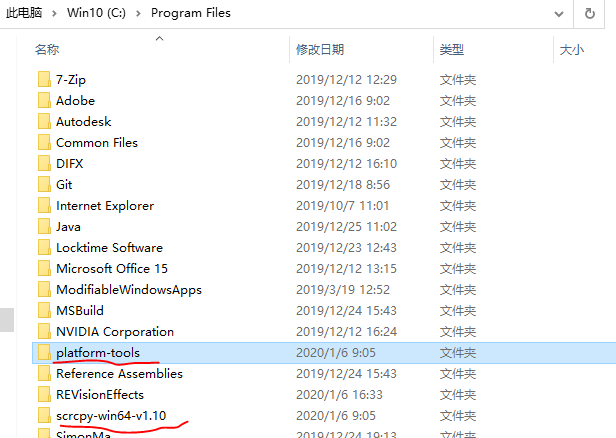 此电脑 > Win10 (C:) > Program Files
名称 修改日期 类型 大小
7-Zip 2019/12/12 12:29 文件夹
Adobe 2019/12/16 9:02 文件夹
Autodesk 2019/12/12 11:32 文件夹
Common Files 2019/12/16 9:02 文件夹
DIFX 2019/12/12 16:10 文件夹
Git 2019/12/18 8:56 文件夹
Internet Explorer 2019/10/7 11:01 文件夹
Java 2019/12/25 11:02 文件夹
Locktime Software 2019/12/23 12:43 文件夹
Microsoft Office 15 2019/12/12 13:15 文件夹
ModifiableWindowsApps 2019/3/19 12:52 文件夹
MSBuild 2019/12/24 15:43 文件夹
NVIDIA Corporation 2019/12/12 16:24 文件夹
platform-tools 2020/1/6 9:05 文件夹
Reference Assemblies 2019/12/24 15:43 文件夹
REVisionEffects 2020/1/6 16:33 文件夹
scrcpy-win64-v1.10 2020/1/6 9:05 文件夹
SimonMa 2019/12/24 19:13 文件夹